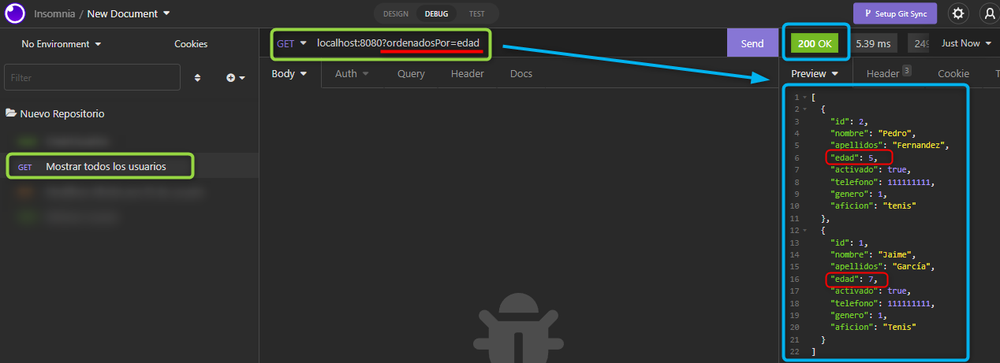 Insomnia / New Document
DESIGN
DEBUG
TEST
Setup Git Sync
No Environment
Cookies
GET
localhost:8080?ordenadosPor=edad
Send
200 OK
5.39 ms
Just Now
Filter
Body
Auth
Query
Header
Docs
Preview
Header 3
Cookie
Nuevo Repositorio
GET Mostrar todos los usuarios
1 [
2 {
3 "id": 2,
4 "nombre": "Pedro",
5 "apellidos": "Fernandez",
6 "edad": 5,
7 "activado": true,
8 "telefono": 111111111,
9 "genero": 1,
10 "aficion": "tenis"
11 },
12 {
13 "id": 1,
14 "nombre": "Jaime",
15 "apellidos": "García",
16 "edad": 7,
17 "activado": true,
18 "telefono": 111111111,
19 "genero": 1,
20 "aficion": "Tenis"
21 }
22 ]